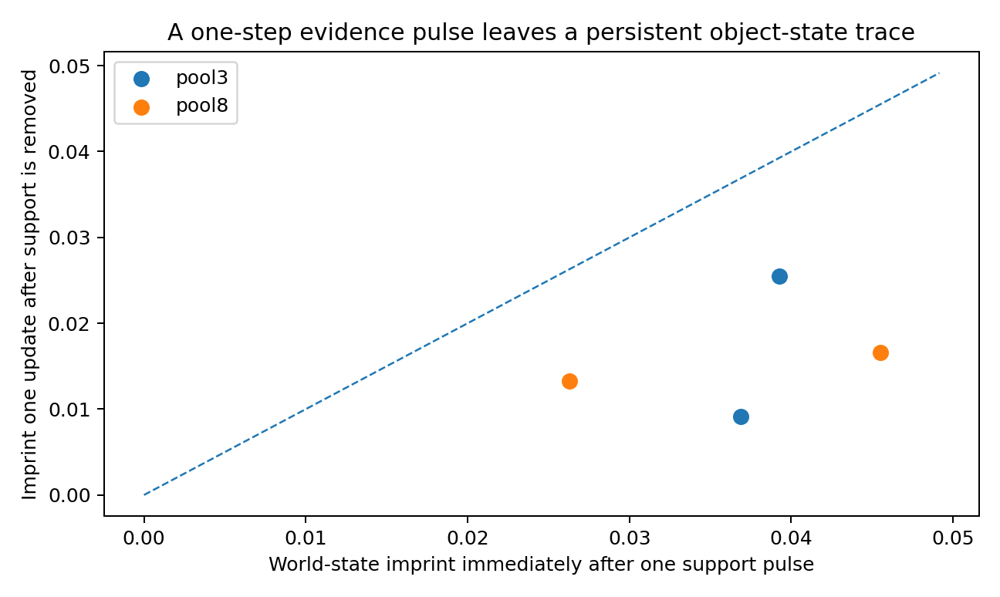 A one-step evidence pulse leaves a persistent object-state trace
pool3
pool8
Imprint one update after support is removed
0.05
0.04
0.03
0.02
0.01
0.00
0.00 0.01 0.02 0.03 0.04 0.05
World-state imprint immediately after one support pulse